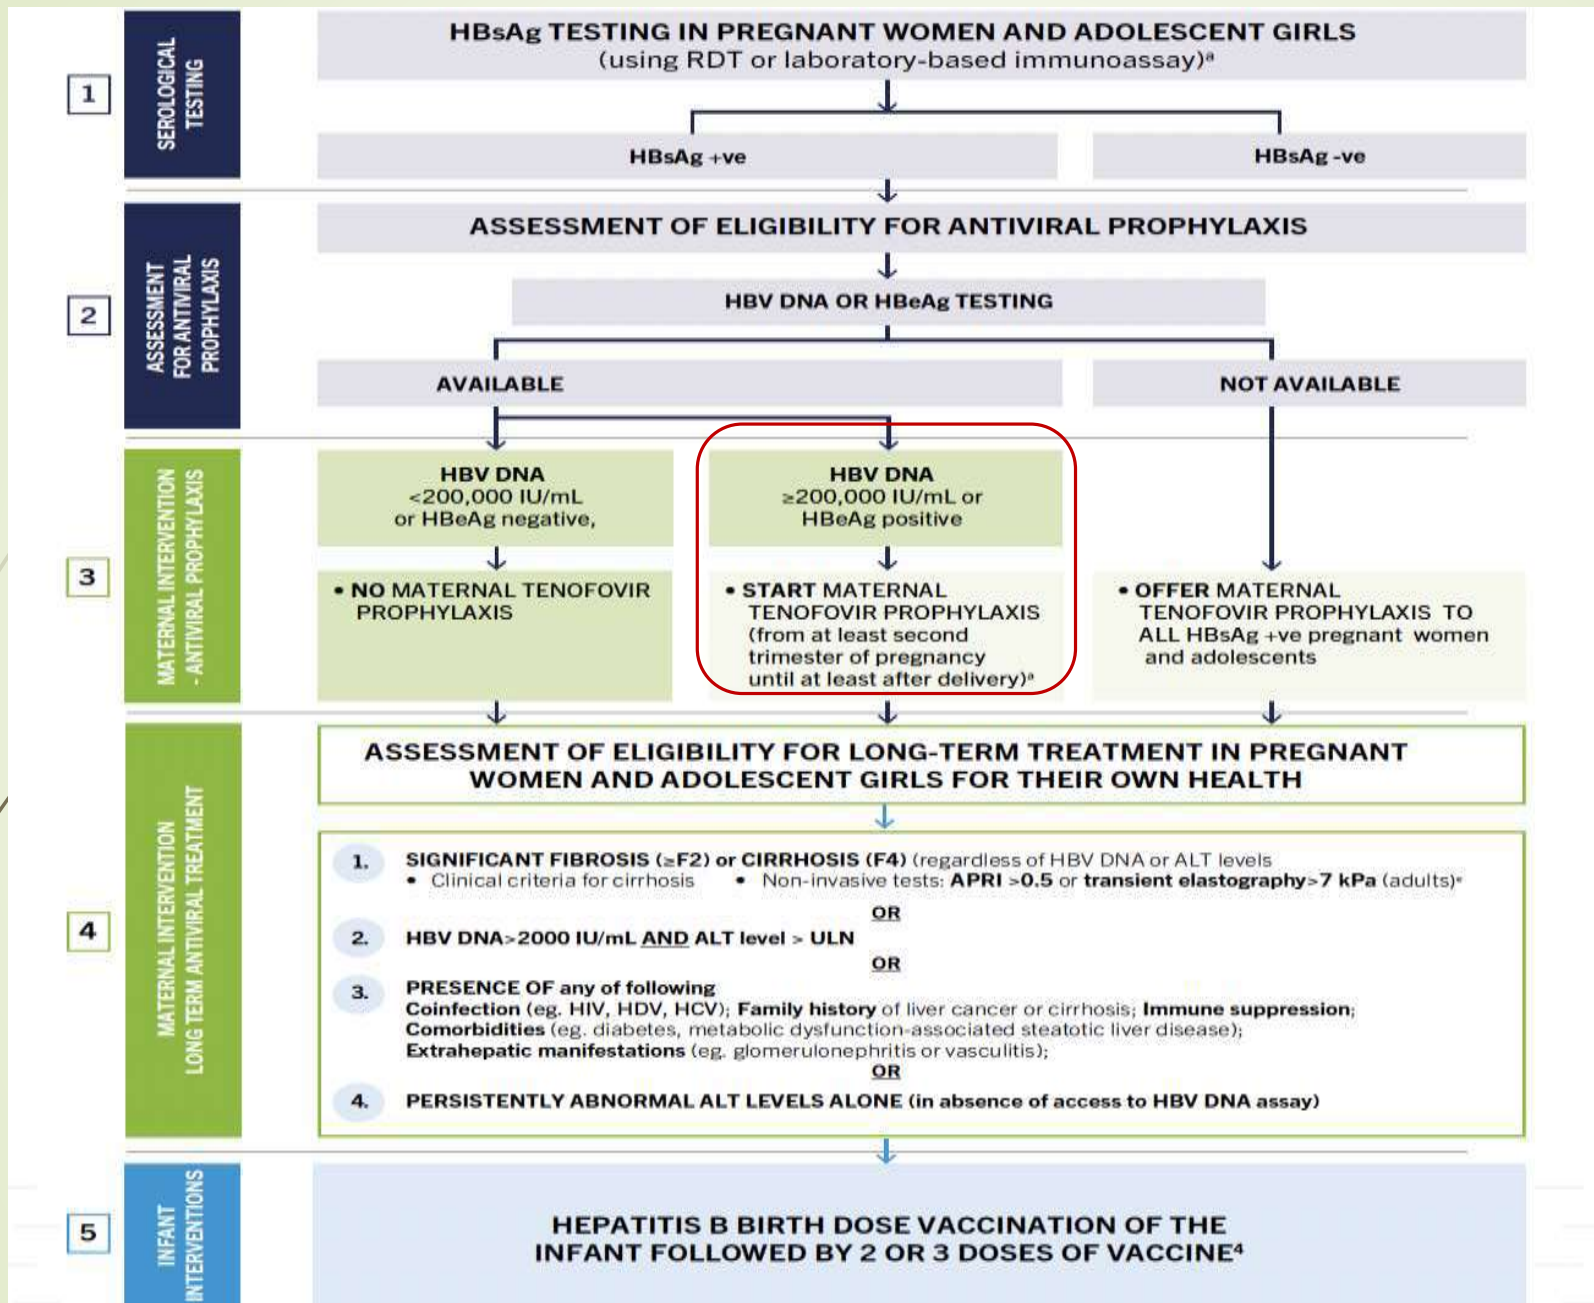 HBsAg TESTING IN PREGNANT WOMEN AND ADOLESCENT GIRLS
(using RDT or laboratory-based immunoassay)ᵃ
1
SEROLOGICAL
TESTING
HBsAg +ve
HBsAg -ve
ASSESSMENT OF ELIGIBILITY FOR ANTIVIRAL PROPHYLAXIS
2
ASSESSMENT
FOR ANTIVIRAL
PROPHYLAXIS
HBV DNA OR HBeAg TESTING
AVAILABLE
NOT AVAILABLE
3
MATERNAL INTERVENTION
- ANTIVIRAL PROPHYLAXIS
HBV DNA
<200,000 IU/mL
or HBeAg negative,
HBV DNA
≥200,000 IU/mL or
HBeAg positive
• NO MATERNAL TENOFOVIR
PROPHYLAXIS
• START MATERNAL
TENOFOVIR PROPHYLAXIS
(from at least second
trimester of pregnancy
until at least after delivery)ᵃ
• OFFER MATERNAL
TENOFOVIR PROPHYLAXIS TO
ALL HBsAg +ve pregnant women
and adolescents
ASSESSMENT OF ELIGIBILITY FOR LONG-TERM TREATMENT IN PREGNANT
WOMEN AND ADOLESCENT GIRLS FOR THEIR OWN HEALTH
4
MATERNAL INTERVENTION
LONG TERM ANTIVIRAL TREATMENT
1. SIGNIFICANT FIBROSIS (≥F2) or CIRRHOSIS (F4) (regardless of HBV DNA or ALT levels
• Clinical criteria for cirrhosis • Non-invasive tests: APRI >0.5 or transient elastography>7 kPa (adults)
OR
2. HBV DNA>2000 IU/mL AND ALT level > ULN
OR
3. PRESENCE OF any of following
Coinfection (eg. HIV, HDV, HCV); Family history of liver cancer or cirrhosis; Immune suppression;
Comorbidities (eg. diabetes, metabolic dysfunction-associated steatotic liver disease);
Extrahepatic manifestations (eg. glomerulonephritis or vasculitis);
OR
4. PERSISTENTLY ABNORMAL ALT LEVELS ALONE (in absence of access to HBV DNA assay)
5
INFANT
INTERVENTIONS
HEPATITIS B BIRTH DOSE VACCINATION OF THE
INFANT FOLLOWED BY 2 OR 3 DOSES OF VACCINE⁴